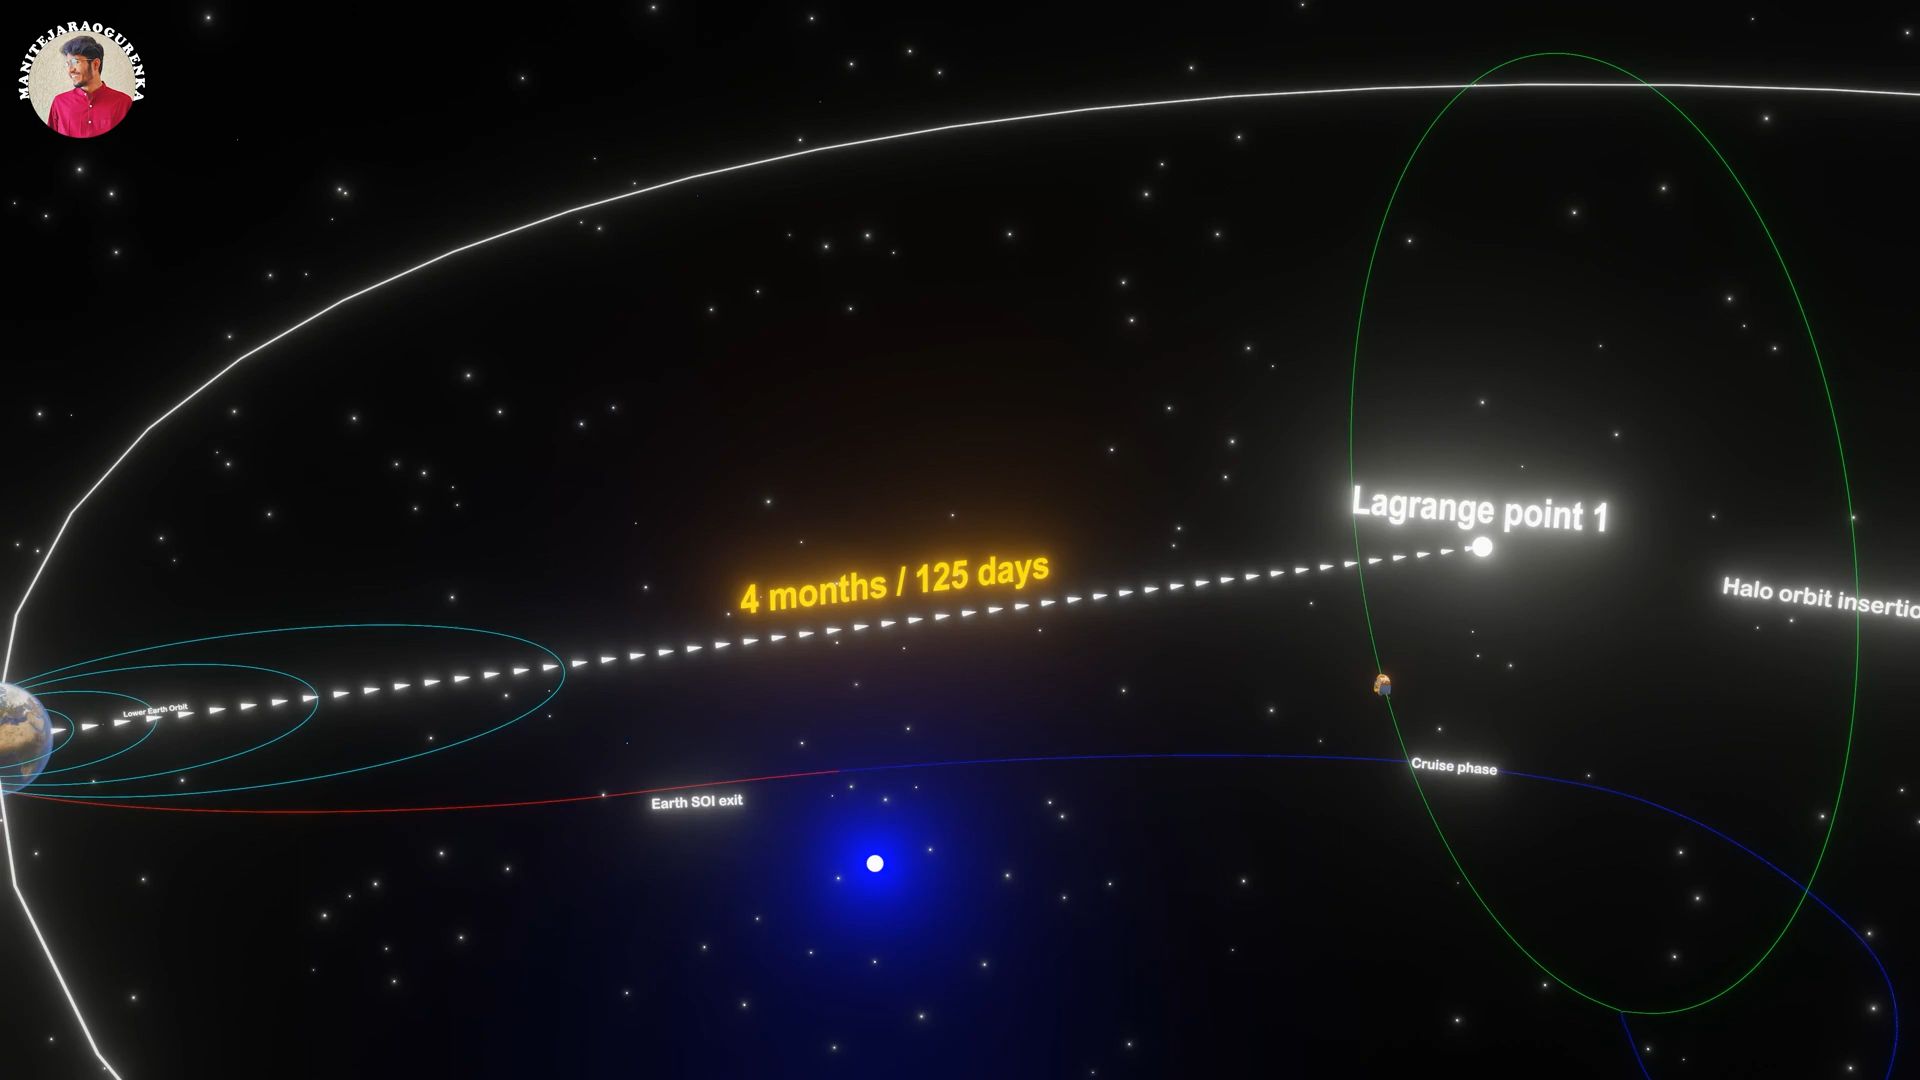 MANITEJARAOGURENKA
Lagrange point 1
4 months / 125 days
Halo orbit insertio
Lower Earth Orbit
Cruise phase
Earth SOI exit